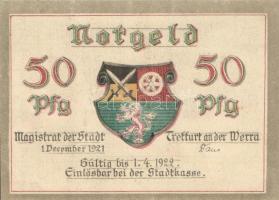 Notgeld
50 50
Pfg Pfg
Magistrat der Stadt Treffurt an der Werra
1 December 1921
Gültig bis 1.4.1922.
Einlösbar bei der Stadtkasse.